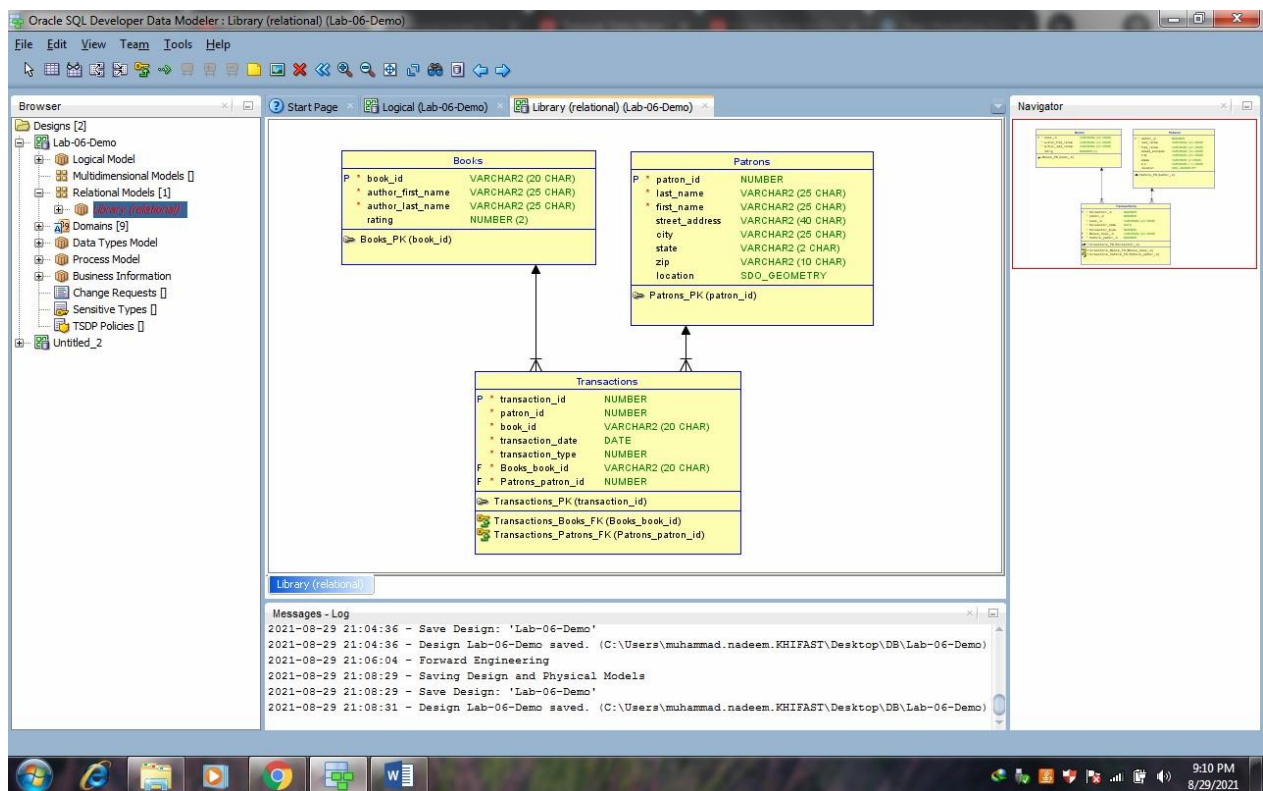 Oracle SQL Developer Data Modeler : Library (relational) (Lab-06-Demo)
File Edit View Team Tools Help
Browser
Designs [2]
Lab-06-Demo
Logical Model
Multidimensional Models []
Relational Models [1]
Library (relational)
Domains [9]
Data Types Model
Process Model
Business Information
Change Requests []
Sensitive Types []
TSDP Policies []
Untitled_2
Start Page
Logical (Lab-06-Demo)
Library (relational) (Lab-06-Demo)
Books
P * book_id VARCHAR2 (20 CHAR)
* author_first_name VARCHAR2 (25 CHAR)
* author_last_name VARCHAR2 (25 CHAR)
rating NUMBER (2)
Books_PK (book_id)
Patrons
P * patron_id NUMBER
* last_name VARCHAR2 (25 CHAR)
* first_name VARCHAR2 (25 CHAR)
street_address VARCHAR2 (40 CHAR)
city VARCHAR2 (25 CHAR)
state VARCHAR2 (2 CHAR)
zip VARCHAR2 (10 CHAR)
location SDO_GEOMETRY
Patrons_PK (patron_id)
Transactions
P * transaction_id NUMBER
* patron_id NUMBER
* book_id VARCHAR2 (20 CHAR)
* transaction_date DATE
* transaction_type NUMBER
F * Books_book_id VARCHAR2 (20 CHAR)
F * Patrons_patron_id NUMBER
Transactions_PK (transaction_id)
Transactions_Books_FK (Books_book_id)
Transactions_Patrons_FK (Patrons_patron_id)
Library (relational)
Navigator
Messages - Log
2021-08-29 21:04:36 - Save Design: 'Lab-06-Demo'
2021-08-29 21:04:36 - Design Lab-06-Demo saved. (C:\Users\muhammad.nadeem.KHIFAST\Desktop\DB\Lab-06-Demo)
2021-08-29 21:06:04 - Forward Engineering
2021-08-29 21:08:29 - Saving Design and Physical Models
2021-08-29 21:08:29 - Save Design: 'Lab-06-Demo'
2021-08-29 21:08:31 - Design Lab-06-Demo saved. (C:\Users\muhammad.nadeem.KHIFAST\Desktop\DB\Lab-06-Demo)
9:10 PM
8/29/2021